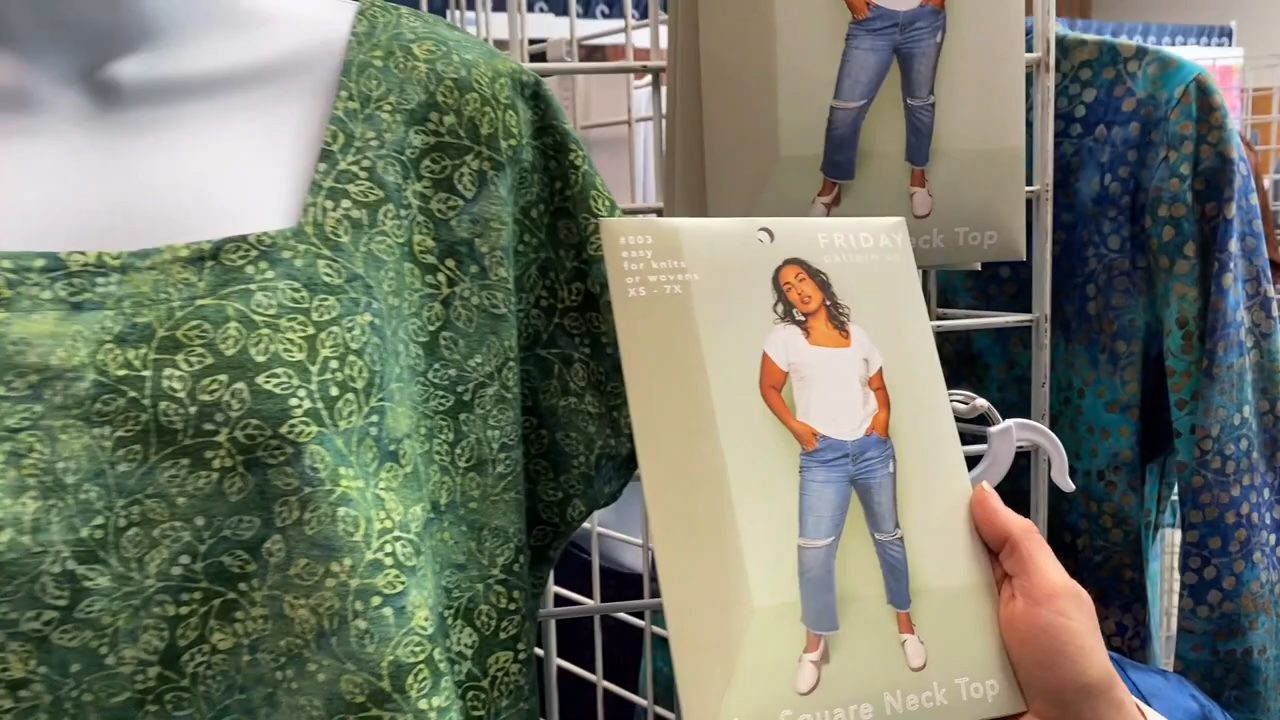 eck Top
#003
easy
for knits
or wovens
XS - 7X
FRIDAY
pattern co
Square Neck Top